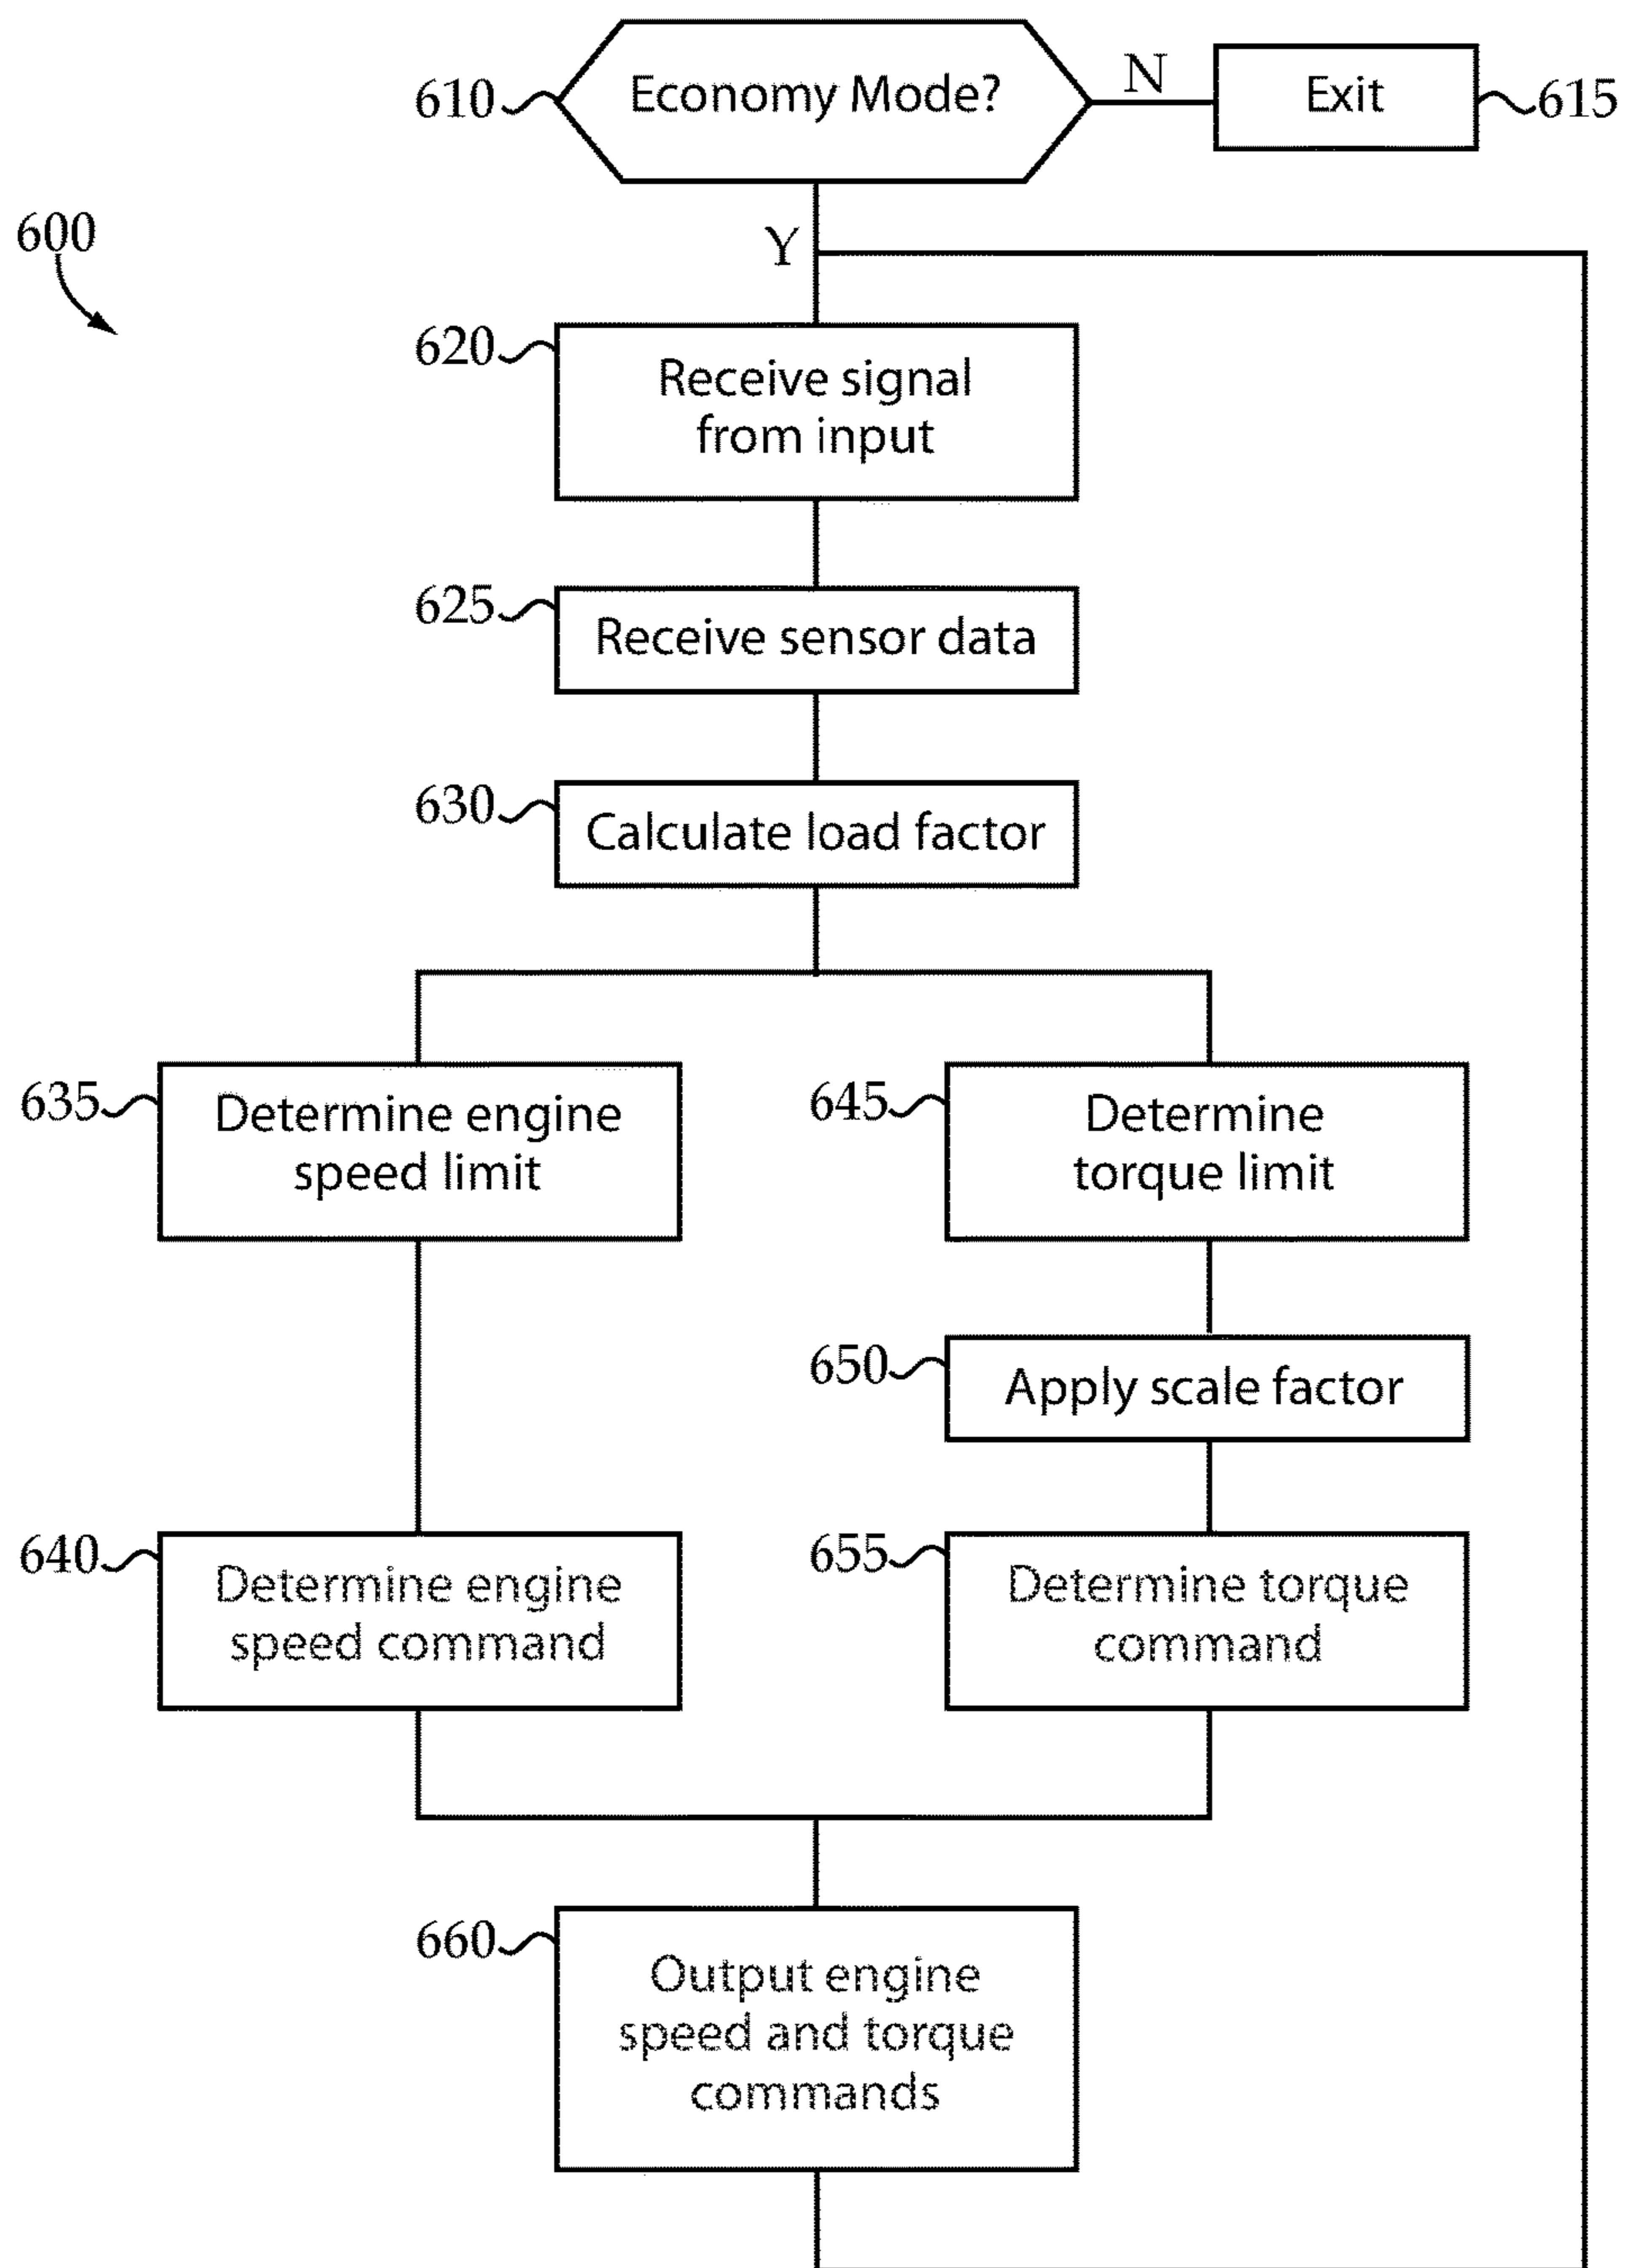 610
Economy Mode?
N
Exit
615
600
Y
620
Receive signal
from input
625
Receive sensor data
630
Calculate load factor
635
Determine engine
speed limit
645
Determine
torque limit
650
Apply scale factor
640
Determine engine
speed command
655
Determine torque
command
660
Output engine
speed and torque
commands